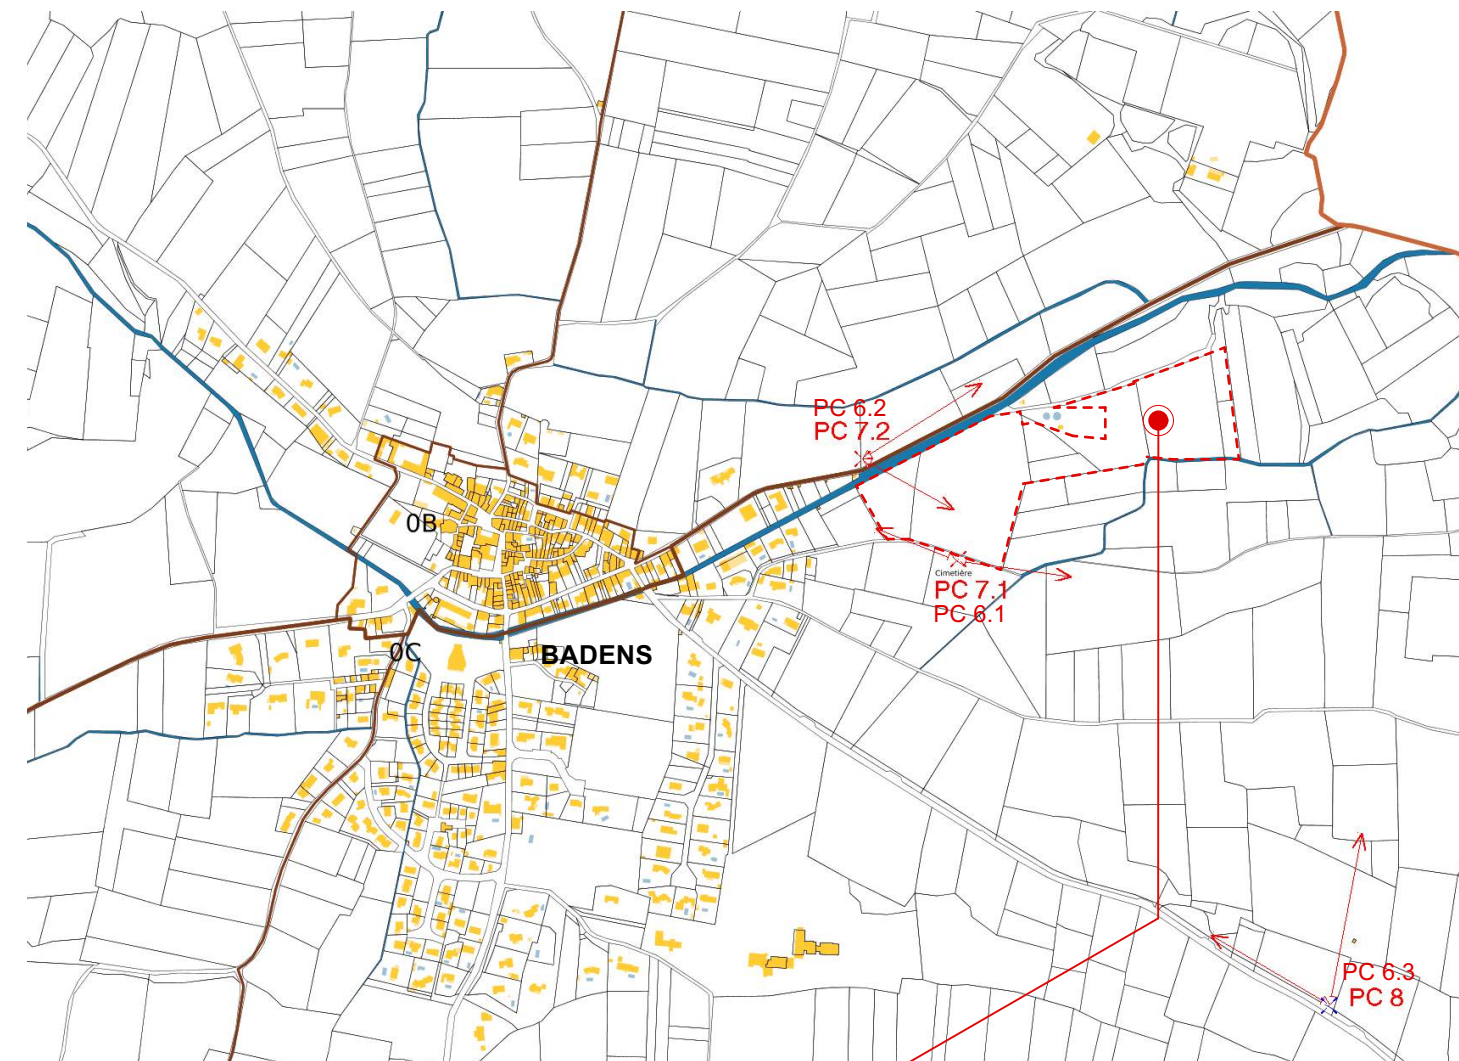 PC 6.2
PC 7.2
0B
Cimetière
PC 7.1
PC 6.1
0C
BADENS
PC 6.3
PC 8